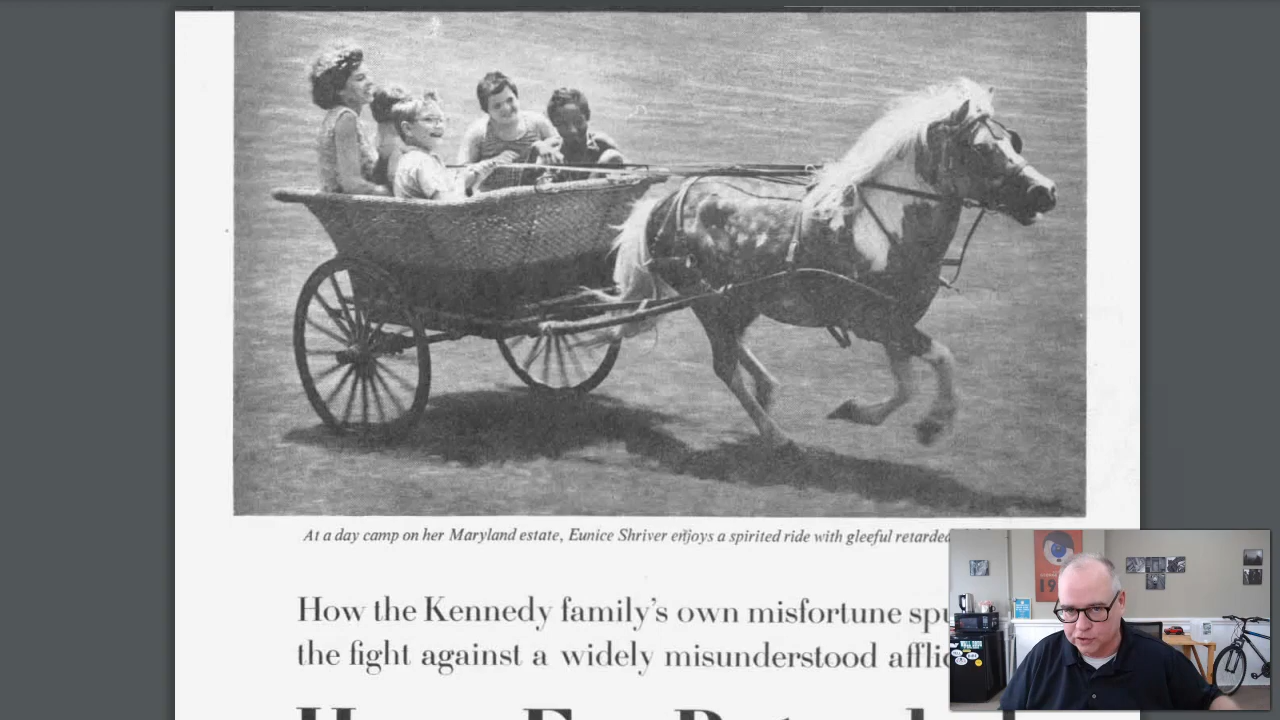 At a day camp on her Maryland estate, Eunice Shriver enjoys a spirited ride with gleeful retarded
How the Kennedy family's own misfortune spu
the fight against a widely misunderstood afflic